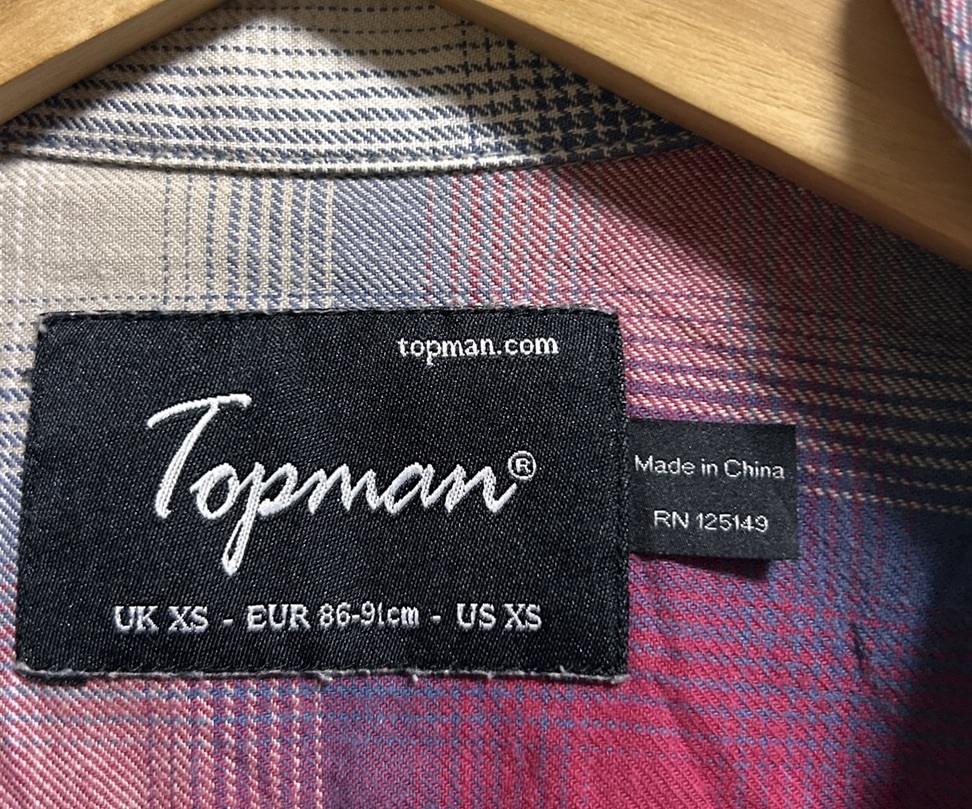 topman.com
Topman®
UK XS - EUR 86-91cm - US XS
Made in China
RN 125149